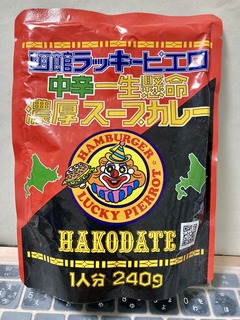 函館ラッキーピエロ
中辛一生懸命
濃厚スープカレー
HAMBURGER
LUCKY PIERROT
HAKODATE
1人分 240g